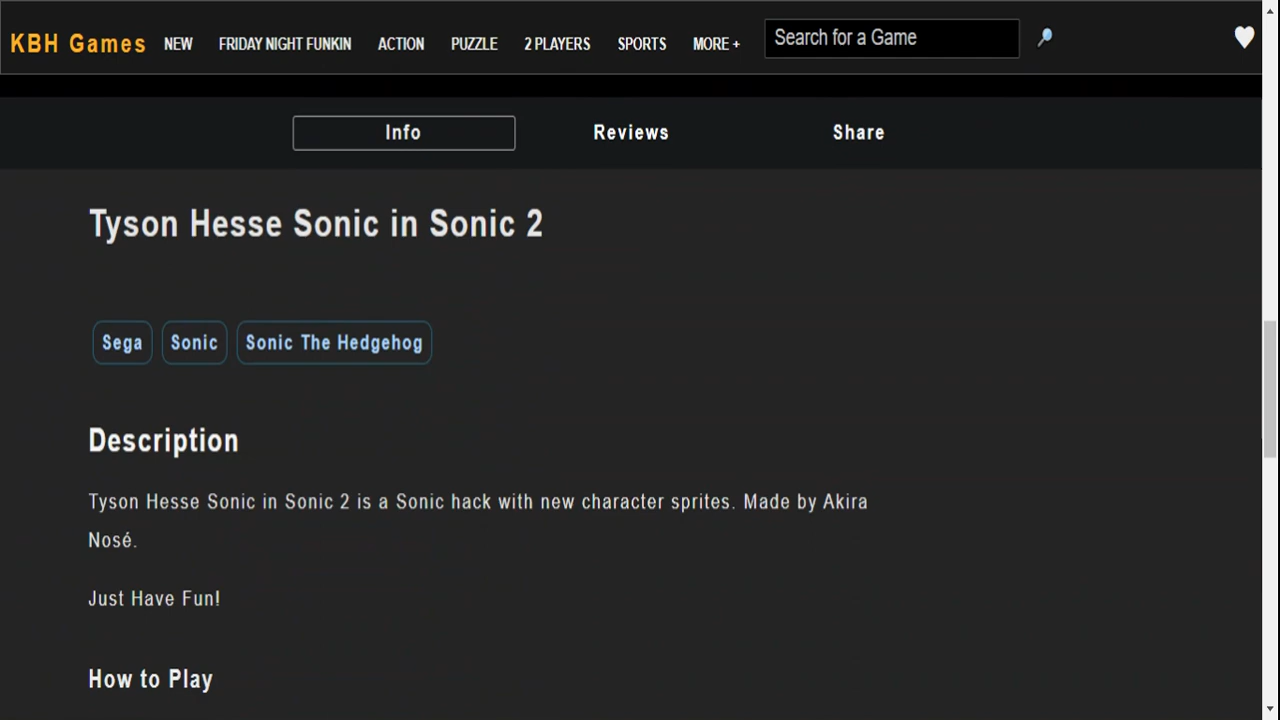 KBH Games NEW FRIDAY NIGHT FUNKIN ACTION PUZZLE 2 PLAYERS SPORTS MORE + Search for a Game
Info Reviews Share
Tyson Hesse Sonic in Sonic 2
Sega Sonic Sonic The Hedgehog
Description
Tyson Hesse Sonic in Sonic 2 is a Sonic hack with new character sprites. Made by Akira
Nosé.
Just Have Fun!
How to Play